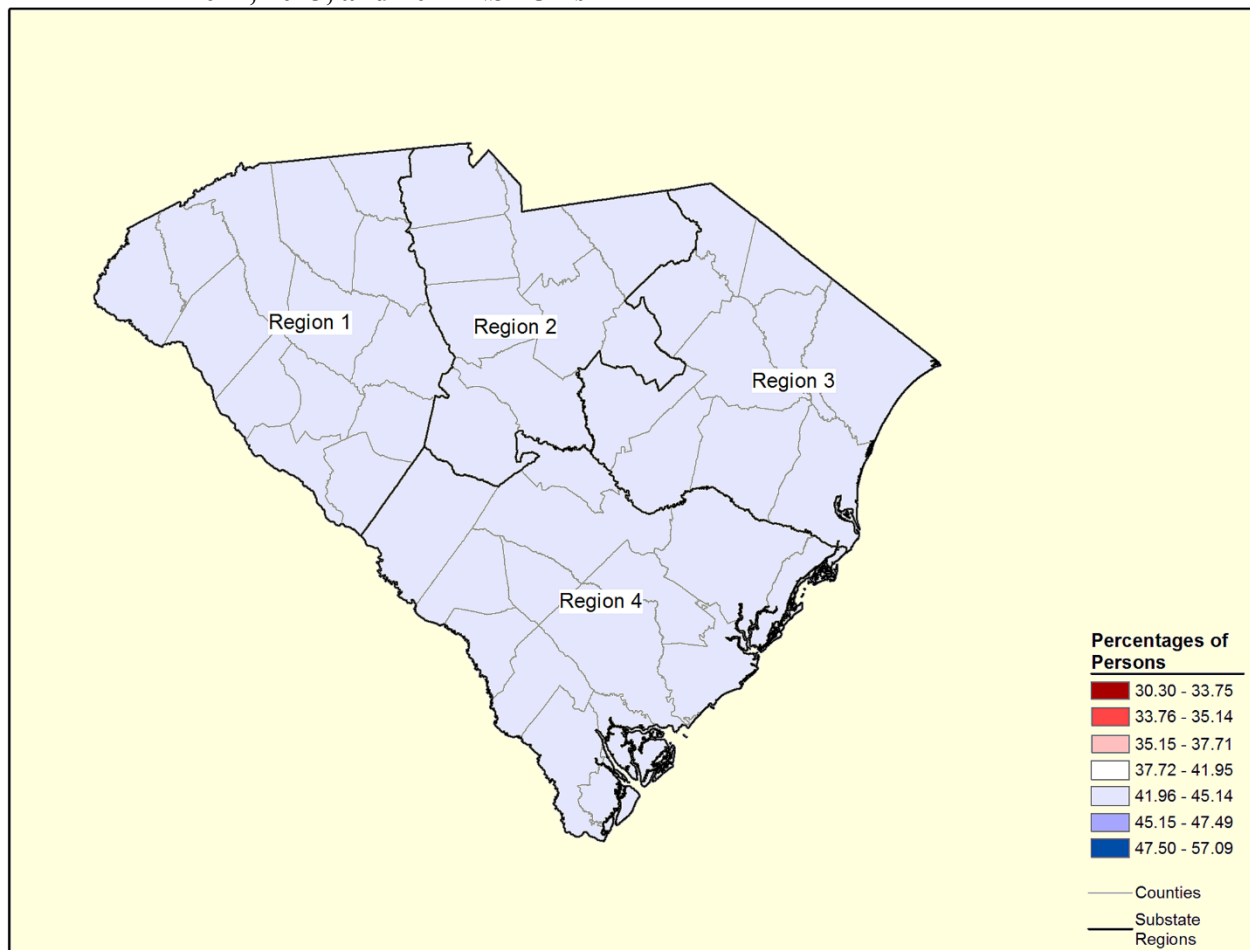 Region 1
Region 2
Region 3
Region 4
Percentages of
Persons
30.30 - 33.75
33.76 - 35.14
35.15 - 37.71
37.72 - 41.95
41.96 - 45.14
45.15 - 47.49
47.50 - 57.09
Counties
Substate
Regions